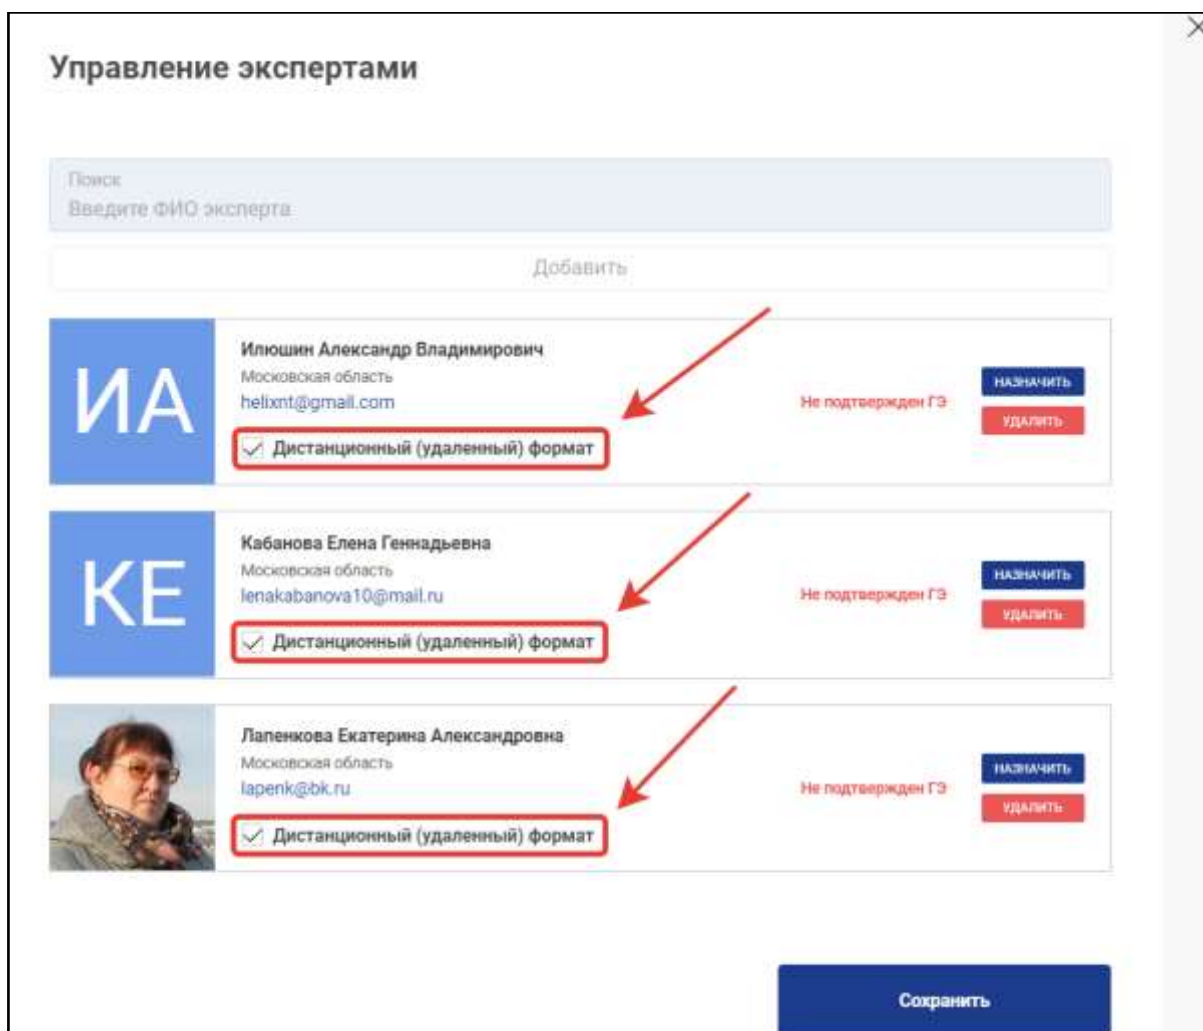 Управление экспертами
Поиск
Введите ФИО эксперта
Добавить
ИА
Илюшин Александр Владимирович
Московская область
helixnt@gmail.com
Дистанционный (удаленный) формат
Не подтвержден ГЭ
НАЗНАЧИТЬ
УДАЛИТЬ
КЕ
Кабанова Елена Геннадьевна
Московская область
lenakabanova10@mail.ru
Дистанционный (удаленный) формат
Не подтвержден ГЭ
НАЗНАЧИТЬ
УДАЛИТЬ
Лапенкова Екатерина Александровна
Московская область
lapenk@bk.ru
Дистанционный (удаленный) формат
Не подтвержден ГЭ
НАЗНАЧИТЬ
УДАЛИТЬ
Сохранить